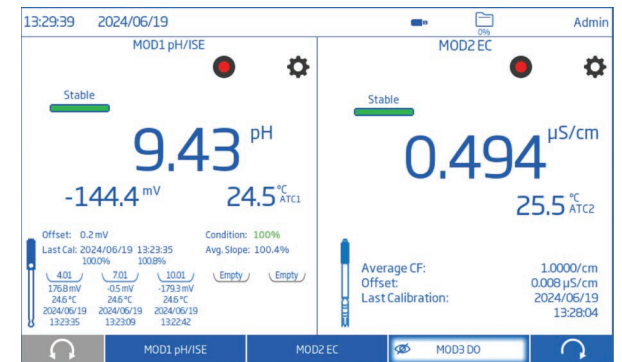 13:29:39 2024/06/19 0% Admin
MOD1 pH/ISE
Stable
9.43 pH
-144.4 mV 24.5 °C ATC1
Offset: 0.2 mV Condition: 100%
Last Cal: 2024/06/19 13:23:35 Avg. Slope: 100.4%
100.0% 100.8%
4.01 7.01 10.01 Empty Empty
176.8 mV -0.5 mV -179.3 mV
24.6 °C 24.6 °C 24.6 °C
2024/06/19 2024/06/19 2024/06/19
13:23:35 13:23:09 13:22:42
MOD2 EC
Stable
0.494 µS/cm
25.5 °C ATC2
Average CF: 1.0000/cm
Offset: 0.008 µS/cm
Last Calibration: 2024/06/19
13:28:04
MOD1 pH/ISE MOD2 EC MOD3 DO